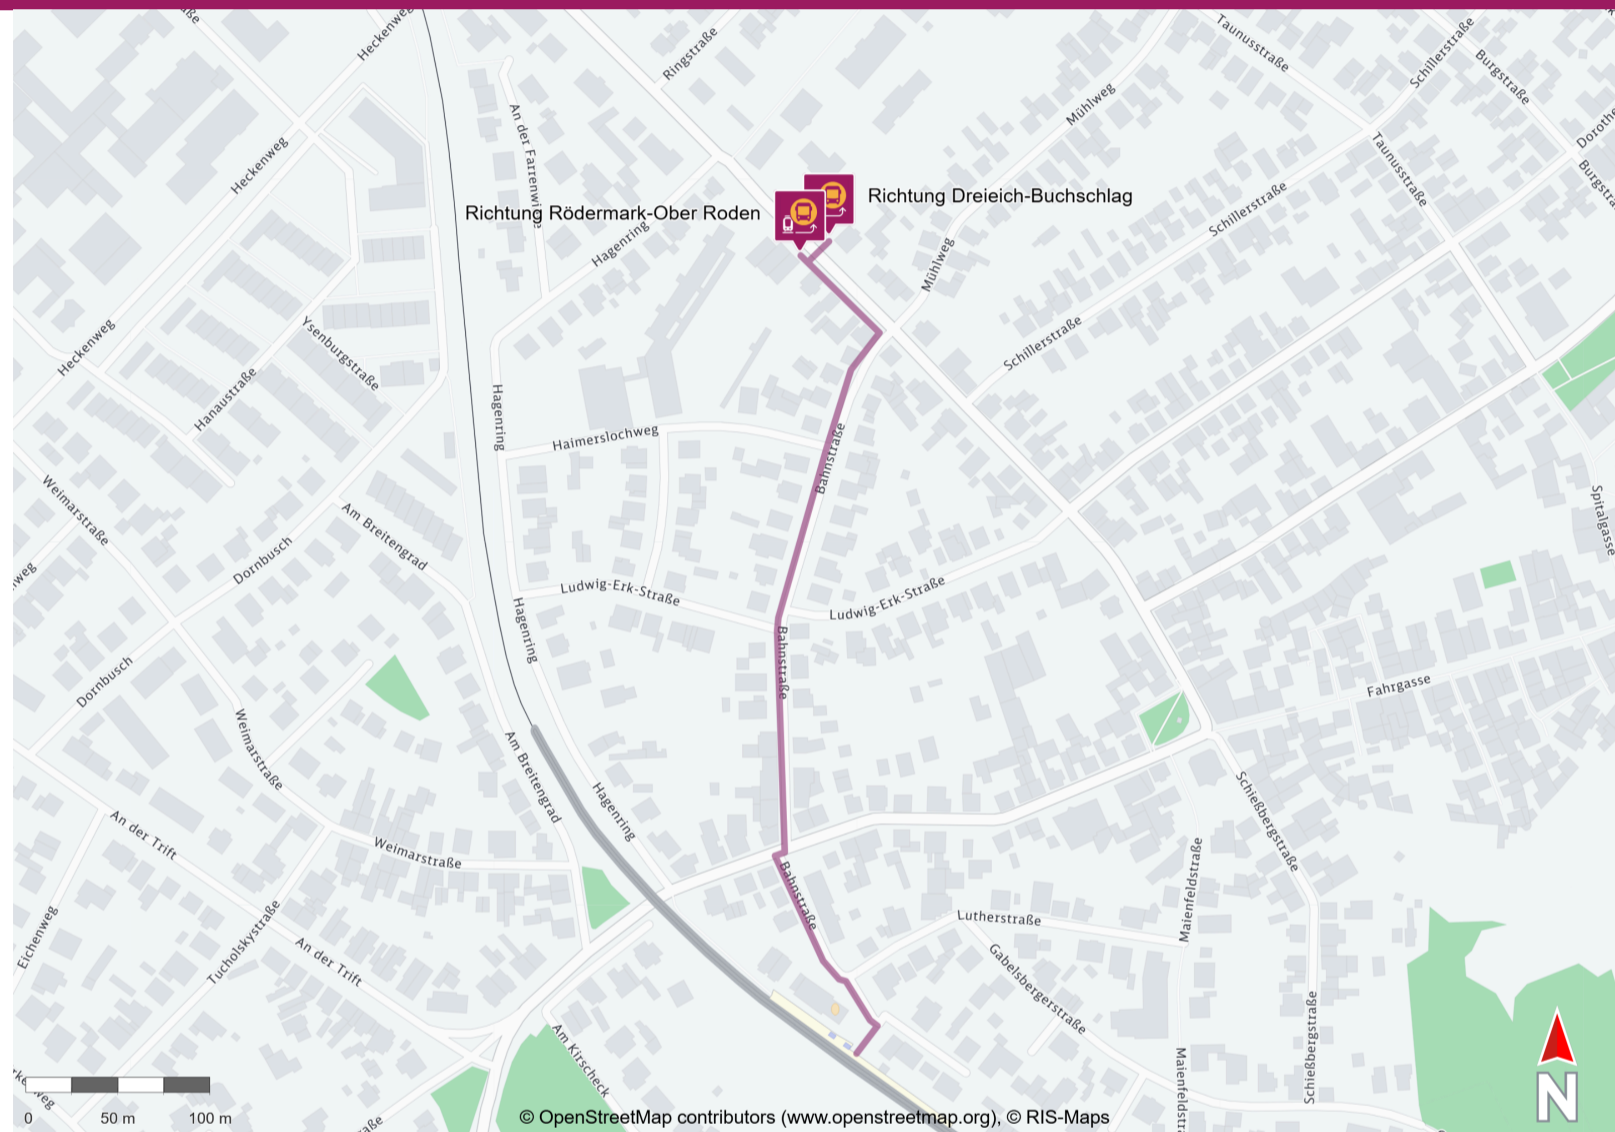 Heckenweg
Ringstraße
Taunusstraße
Schillerstraße
Burgstraße
Mühlweg
An der Farrenwiese
Heckenweg
Taunusstraße
Richtung Dreieich-Buchschlag
Richtung Rödermark-Ober Roden
Schillerstraße
Hagenring
Mühlweg
Heckenweg
Ysenburgstraße
Schillerstraße
Hanaustraße
Hagenring
Haimerslochweg
Bahnstraße
Weimarstraße
Am Breitengrad
Dornbusch
Spitalgasse
Ludwig-Erk-Straße
Ludwig-Erk-Straße
Hagenring
Bahnstraße
Dornbusch
Fahrgasse
Weimarstraße
Am Breitengrad
Hagenring
Schießbergstraße
An der Trift
Weimarstraße
Bahnstraße
Maienfeldstraße
Lutherstraße
Eichenweg
Tucholskystraße
An der Trift
Gabelsbergerstraße
Schießbergstraße
Am Kirscheck
N
0 50 m 100 m
© OpenStreetMap contributors (www.openstreetmap.org), © RIS-Maps